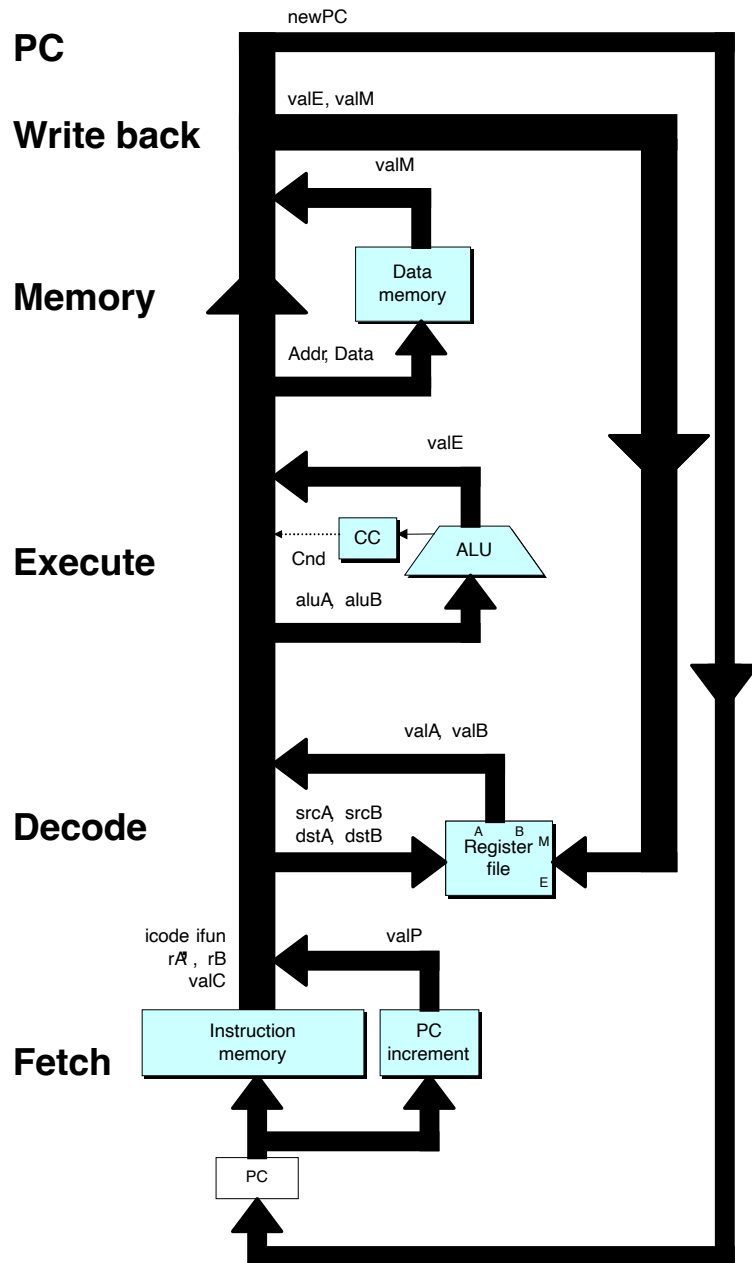 newPC
PC
valE, valM
Write back
valM
Data
memory
Memory
Addr, Data
valE
CC
ALU
Execute
Cnd
aluA, aluB
valA, valB
Decode
srcA, srcB
dstA, dstB
A B
M
Register
file
E
icode ifun
rA , rB
valC
valP
Fetch
Instruction
memory
PC
increment
PC